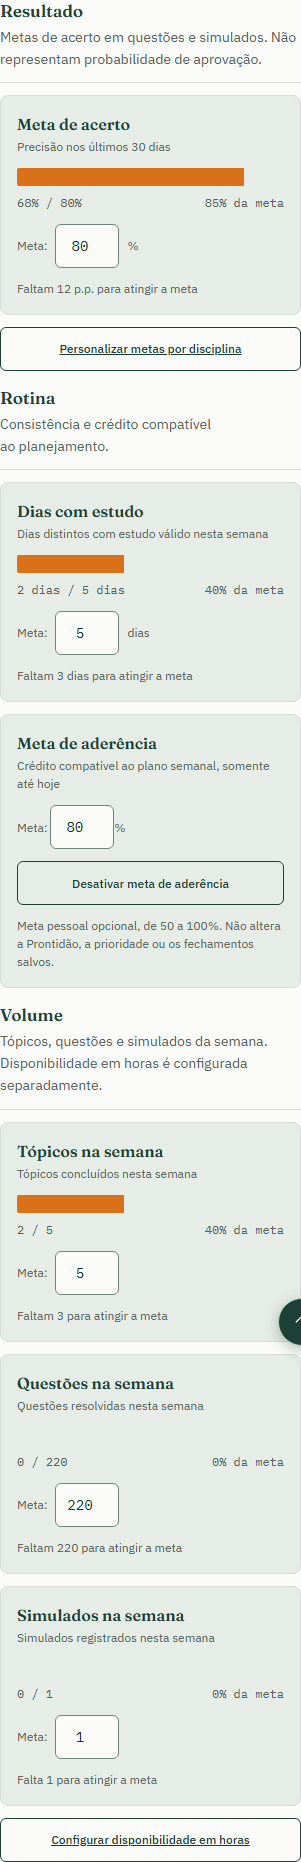 Resultado
Metas de acerto em questões e simulados. Não
representam probabilidade de aprovação.
Meta de acerto
Precisão nos últimos 30 dias
68% / 80%
85% da meta
Meta: 80 %
Faltam 12 p.p. para atingir a meta
Personalizar metas por disciplina
Rotina
Consistência e crédito compatível
ao planejamento.
Dias com estudo
Dias distintos com estudo válido nesta semana
2 dias / 5 dias
40% da meta
Meta: 5 dias
Faltam 3 dias para atingir a meta
Meta de aderência
Crédito compatível ao plano semanal, somente
até hoje
Meta: 80 %
Desativar meta de aderência
Meta pessoal opcional, de 50 a 100%. Não altera
a Prontidão, a prioridade ou os fechamentos
salvos.
Volume
Tópicos, questões e simulados da semana.
Disponibilidade em horas é configurada
separadamente.
Tópicos na semana
Tópicos concluídos nesta semana
2 / 5
40% da meta
Meta: 5
Faltam 3 para atingir a meta
Questões na semana
Questões resolvidas nesta semana
0 / 220
0% da meta
Meta: 220
Faltam 220 para atingir a meta
Simulados na semana
Simulados registrados nesta semana
0 / 1
0% da meta
Meta: 1
Falta 1 para atingir a meta
Configurar disponibilidade em horas